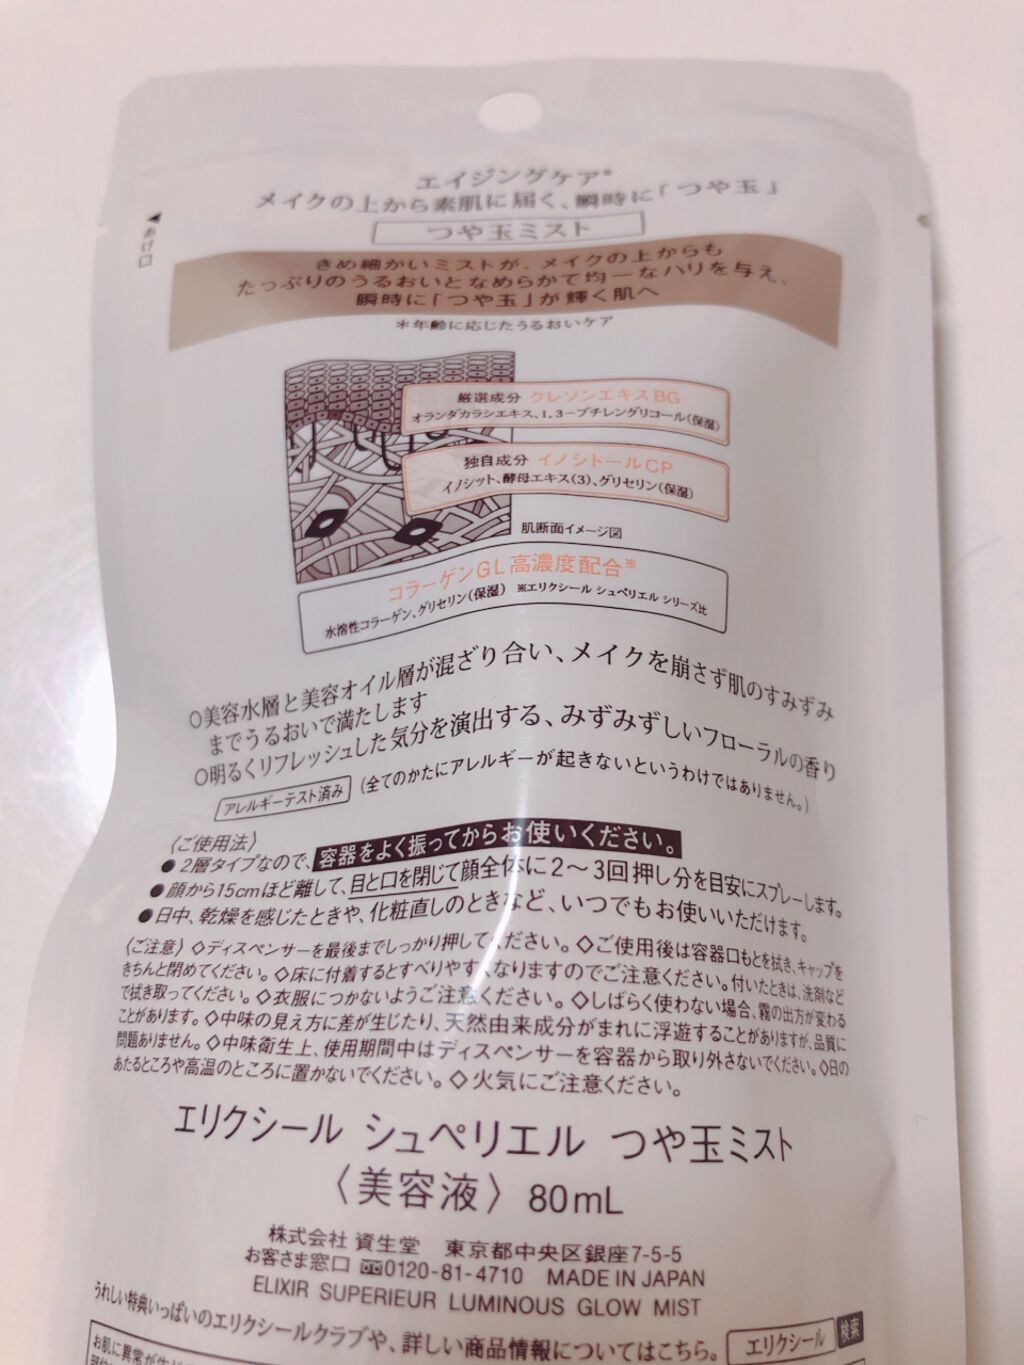 エイジングケア*
メイクの上から素肌に届く、瞬時に「つや玉」
◀あけ口
つや玉ミスト
きめ細かいミストが、メイクの上からも
たっぷりのうるおいとなめらかで均一なハリを与え、
瞬時に「つや玉」が輝く肌へ
*年齢に応じたうるおいケア
厳選成分 クレソンエキスBG
オランダカラシエキス、1,3-ブチレングリコール(保湿)
独自成分 イノシトールCP
イノシット、酵母エキス(3)、グリセリン(保湿)
肌断面イメージ図
コラーゲンGL高濃度配合※
水溶性コラーゲン、グリセリン(保湿) ※エリクシール シュペリエル シリーズ比
○美容水層と美容オイル層が混ざり合い、メイクを崩さず肌のすみずみ
までうるおいで満たします
○明るくリフレッシュした気分を演出する、みずみずしいフローラルの香り
アレルギーテスト済み (全てのかたにアレルギーが起きないというわけではありません。)
〈ご使用法〉
●2層タイプなので、容器をよく振ってからお使いください。
●顔から15cmほど離して、目と口を閉じて顔全体に2〜3回押し分を目安にスプレーします。
●日中、乾燥を感じたときや、化粧直しのときなど、いつでもお使いいただけます。
〈ご注意〉◇ディスペンサーを最後までしっかり押してください。◇ご使用後は容器口もとを拭き、キャップを
きちんと閉めてください。◇床に付着するとすべりやすくなりますのでご注意ください。付いたときは、洗剤など
で拭き取ってください。◇衣服につかないようご注意ください。◇しばらく使わない場合、霧の出方が変わる
ことがあります。◇中味の見え方に差が生じたり、天然由来成分がまれに浮遊することがありますが、品質に
問題ありません。◇中味衛生上、使用期間中はディスペンサーを容器から取り外さないでください。◇日の
あたるところや高温のところに置かないでください。◇火気にご注意ください。
エリクシール シュペリエル つや玉ミスト
〈美容液〉 80mL
株式会社 資生堂 東京都中央区銀座7-5-5
お客さま窓口 0120-81-4710 MADE IN JAPAN
ELIXIR SUPERIEUR LUMINOUS GLOW MIST
うれしい特典いっぱいのエリクシールクラブや、詳しい商品情報についてはこちら。 エリクシール 検索
お肌に異常が